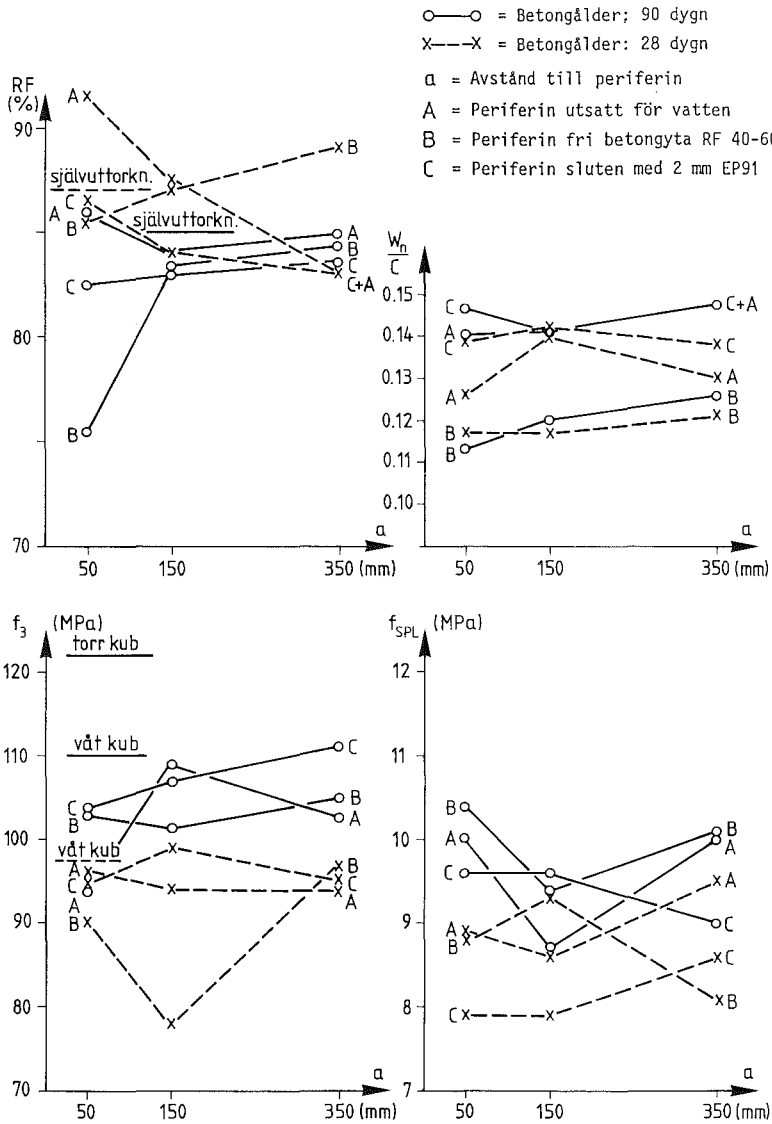 o—o = Betongålder; 90 dygn
x---x = Betongålder: 28 dygn
a = Avstånd till periferin
A = Periferin utsatt för vatten
B = Periferin fri betongyta RF 40-60
C = Periferin sluten med 2 mm EP91
RF
(%)
90
80
70
A
självuttorkn.
C
A
B
C
B
B
självuttorkn.
A
B
C
C+A
a
50
150
350 (mm)
Wn
C
0.15
0.14
0.13
0.12
0.11
0.10
C
A
C
A
B
B
C+A
C
A
B
B
a
50
150
350 (mm)
f3 (MPa)
torr kub
120
våt kub
110
100
90
80
70
C
B
våt kub
A
C
A
B
C
B
A
B
C
A
a
50
150
350 (mm)
fSPL (MPa)
12
11
10
9
8
7
B
A
C
A
B
C
B
A
A
C
C
B
a
50
150
350 (mm)